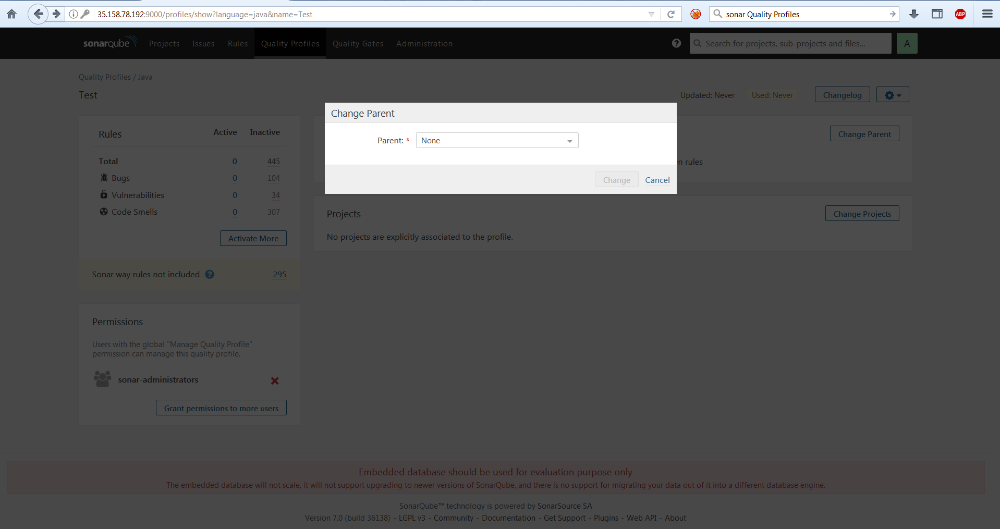 35.158.78.192:9000/profiles/show?language=java&name=Test
sonar Quality Profiles
ABP
sonarqube Projects Issues Rules Quality Profiles Quality Gates Administration
Search for projects, sub-projects and files...
A
Quality Profiles / Java
Test
Updated: Never Used: Never Changelog
Change Parent
Parent: * None
Change Cancel
Rules Active Inactive
Total 0 445
Bugs 0 104
Vulnerabilities 0 34
Code Smells 0 307
Activate More
Sonar way rules not included ? 295
Change Parent
n rules
Projects Change Projects
No projects are explicitly associated to the profile.
Permissions
Users with the global "Manage Quality Profile"
permission can manage this quality profile.
sonar-administrators
Grant permissions to more users
Embedded database should be used for evaluation purpose only
The embedded database will not scale, it will not support upgrading to newer versions of SonarQube, and there is no support for migrating your data out of it into a different database engine.
SonarQube™ technology is powered by SonarSource SA
Version 7.0 (build 36138) - LGPL v3 - Community - Documentation - Get Support - Plugins - Web API - About